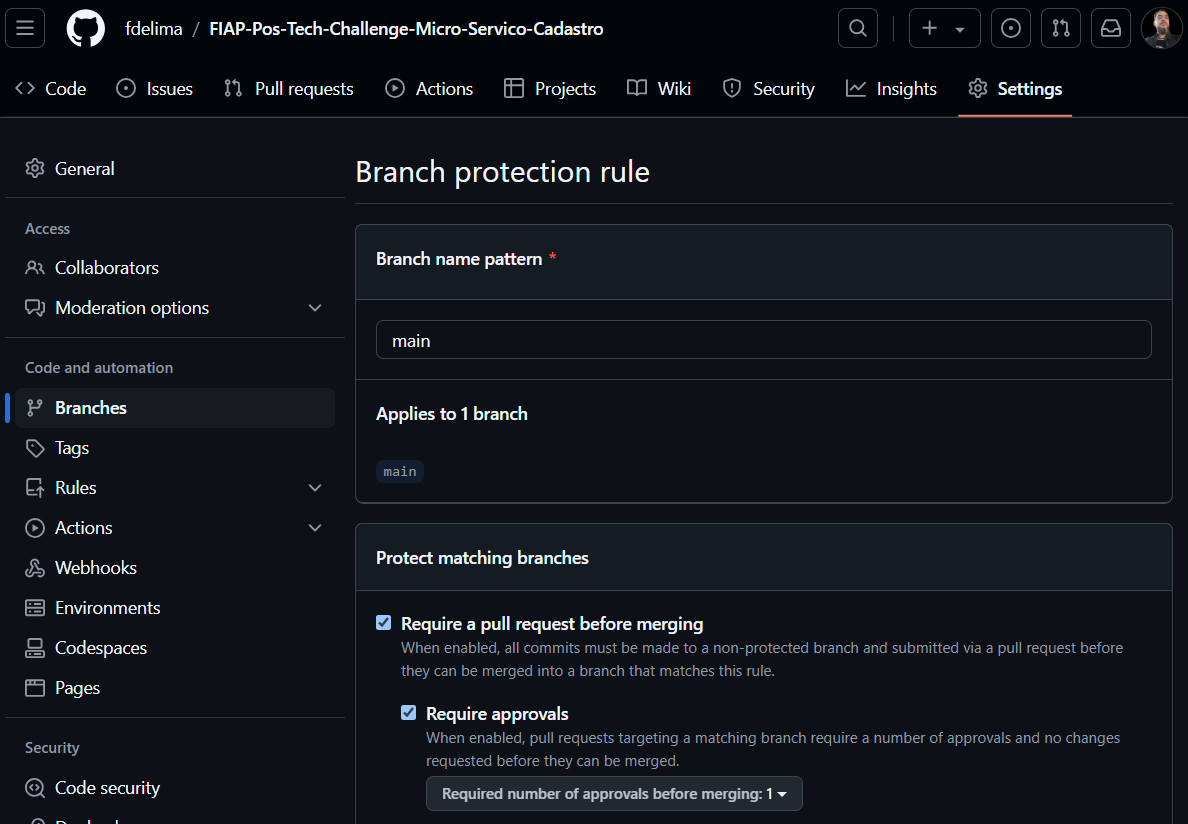 fdelima / FIAP-Pos-Tech-Challenge-Micro-Servico-Cadastro
Code Issues Pull requests Actions Projects Wiki Security Insights Settings
General
Access
Collaborators
Moderation options
Code and automation
Branches
Tags
Rules
Actions
Webhooks
Environments
Codespaces
Pages
Security
Code security
Branch protection rule
Branch name pattern *
main
Applies to 1 branch
main
Protect matching branches
Require a pull request before merging
When enabled, all commits must be made to a non-protected branch and submitted via a pull request before
they can be merged into a branch that matches this rule.
Require approvals
When enabled, pull requests targeting a matching branch require a number of approvals and no changes
requested before they can be merged.
Required number of approvals before merging: 1